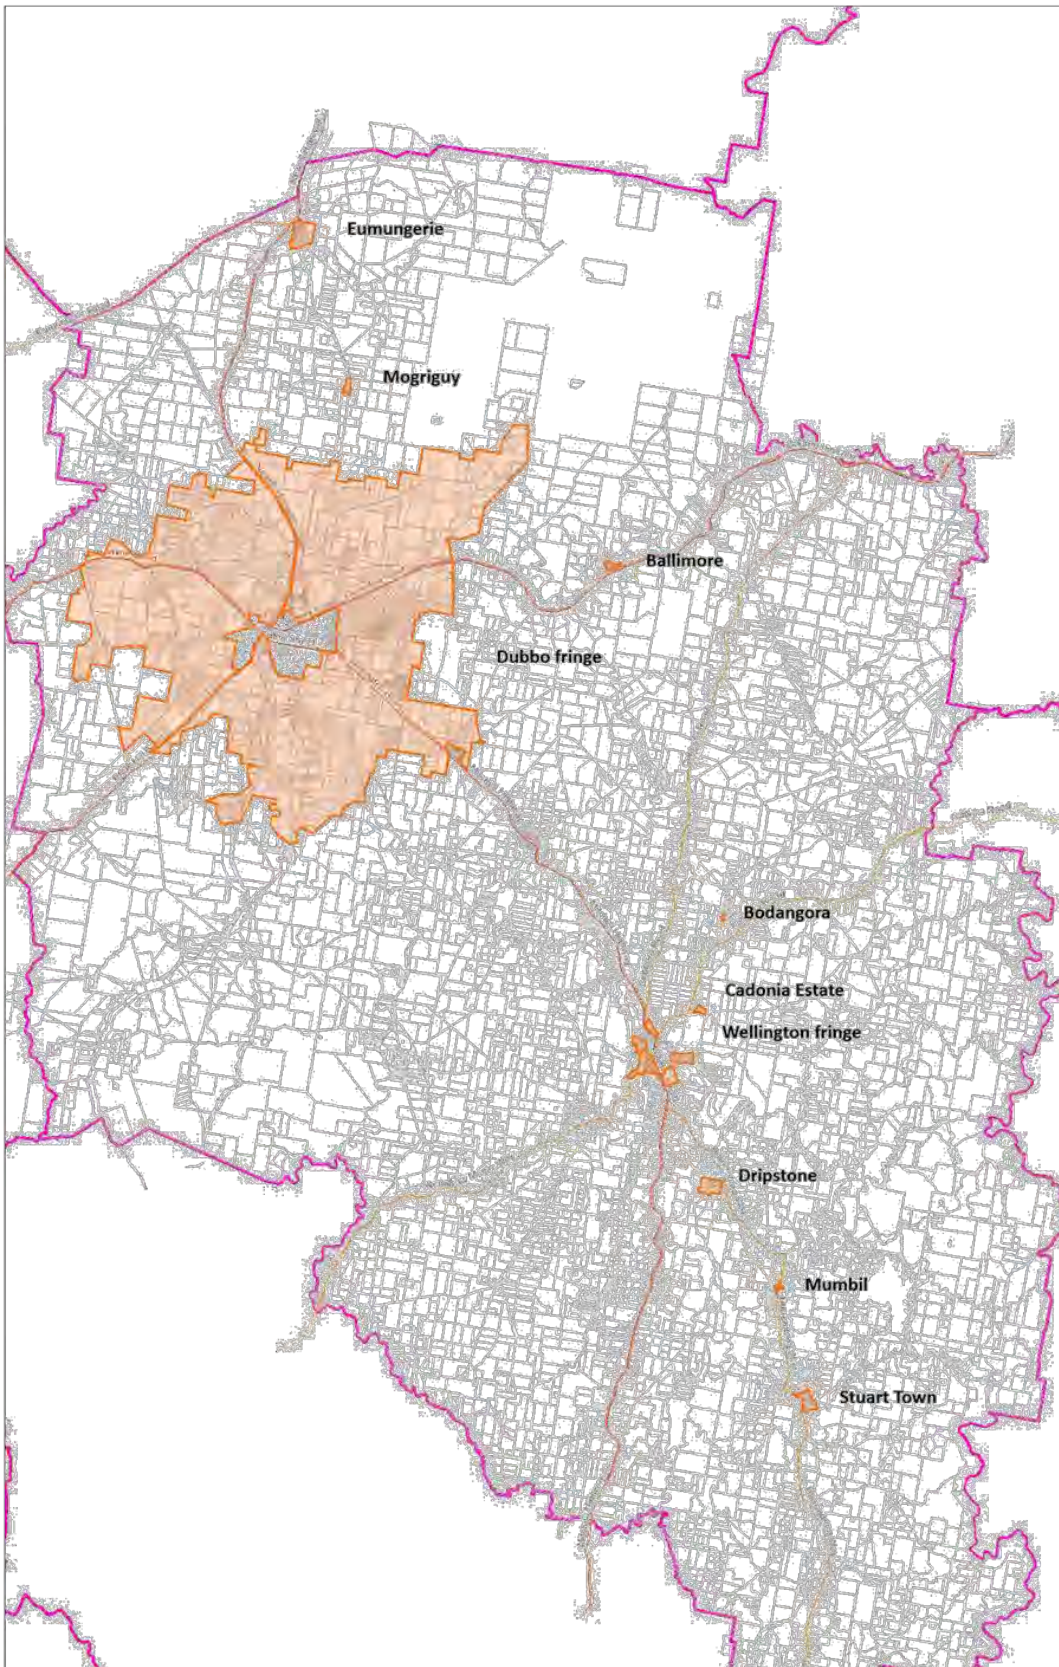 Eumungerie
Mogriguy
Ballimore
Dubbo fringe
Bodangora
Cadonia Estate
Wellington fringe
Dripstone
Mumbil
Stuart Town